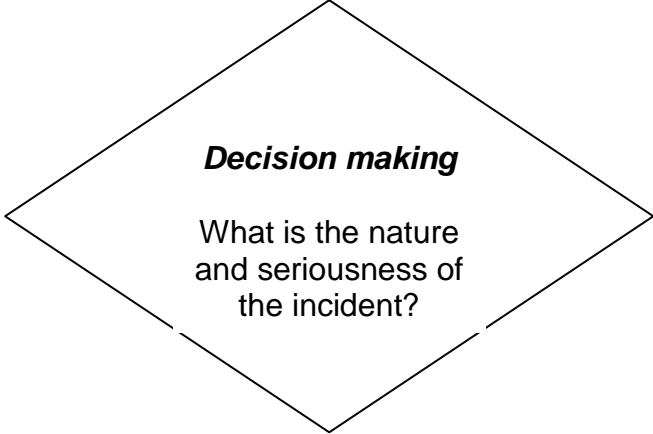 Decision making
What is the nature
and seriousness of
the incident?